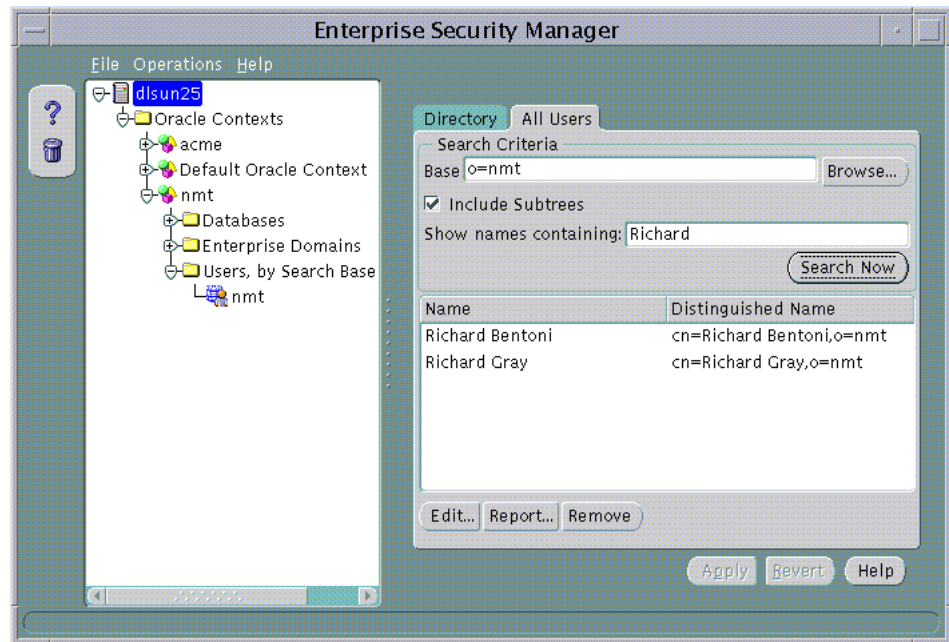 Enterprise Security Manager
File Operations Help
dlsun25
Oracle Contexts
acme
Default Oracle Context
nmt
Databases
Enterprise Domains
Users, by Search Base
nmt
Directory All Users
Search Criteria
Base o=nmt Browse...
Include Subtrees
Show names containing: Richard
Search Now
Name Distinguished Name
Richard Bentoni cn=Richard Bentoni,o=nmt
Richard Gray cn=Richard Gray,o=nmt
Edit... Report... Remove
Apply Revert Help